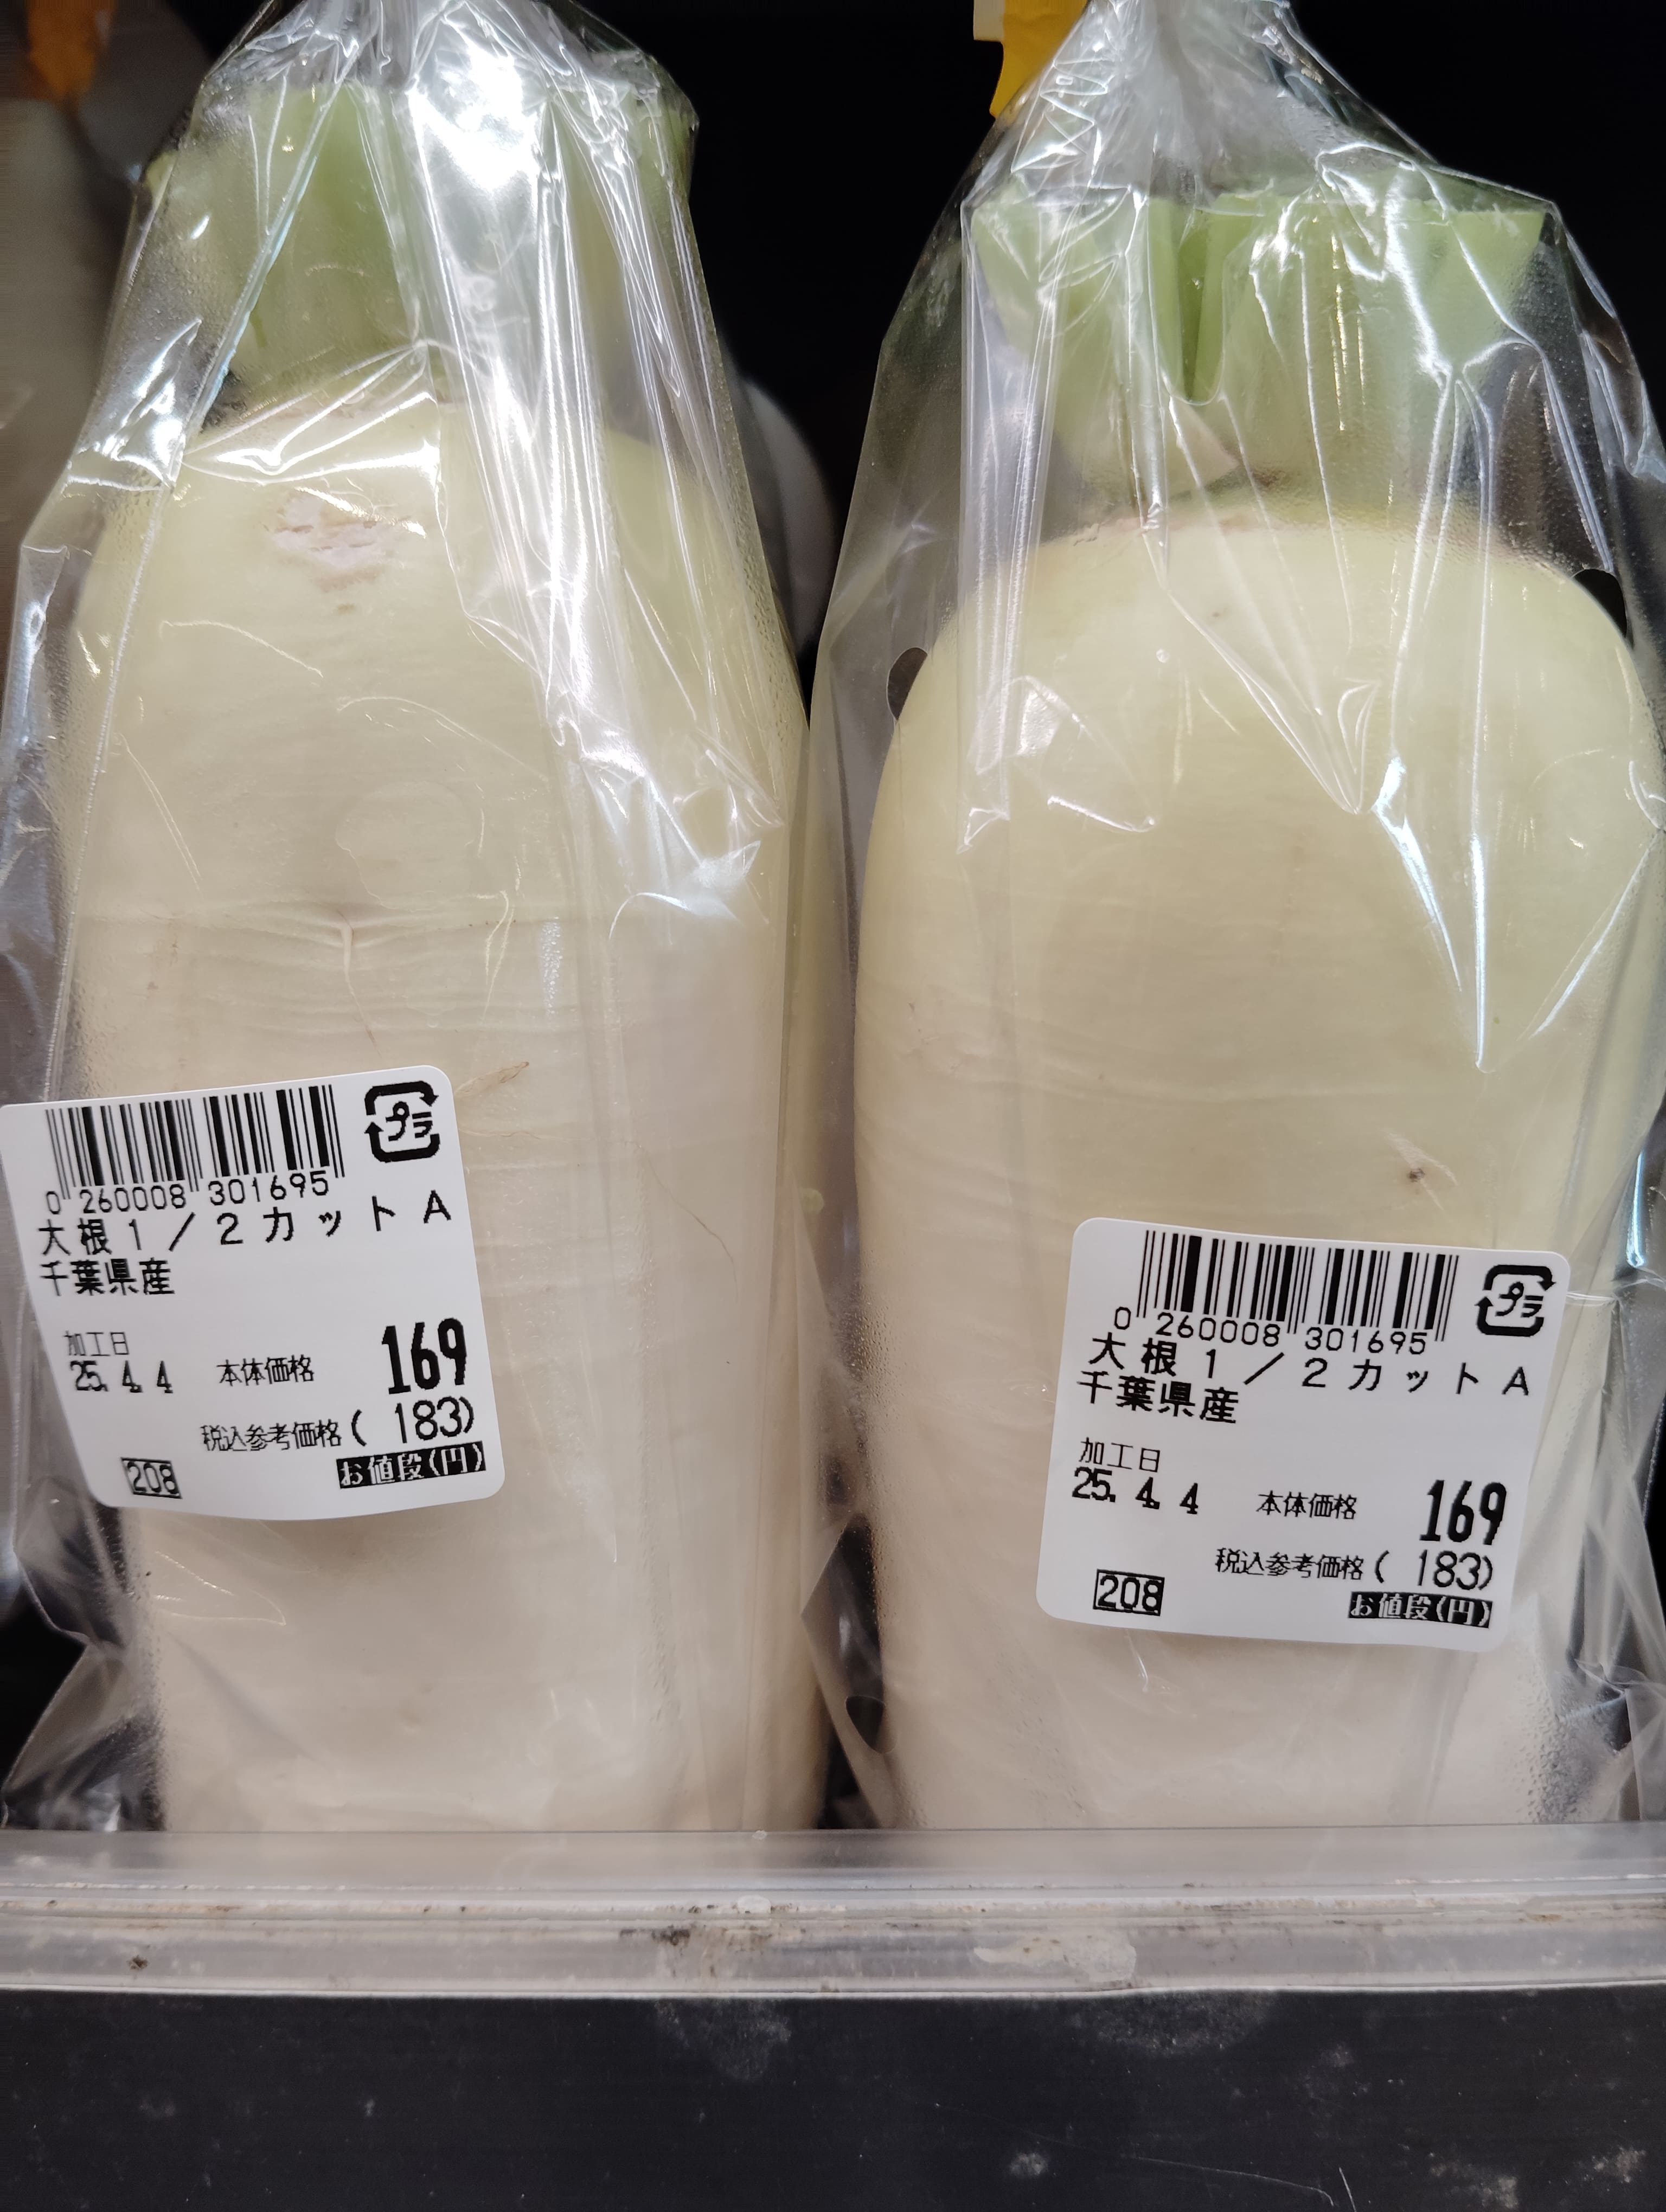 プラ
0 260008 301695
大根1/2カットA
千葉県産
加工日
25. 4. 4 本体価格 169
税込参考価格( 183)
208 お値段(円)
プラ
0 260008 301695
大根1/2カットA
千葉県産
加工日
25. 4. 4 本体価格 169
税込参考価格( 183)
208 お値段(円)